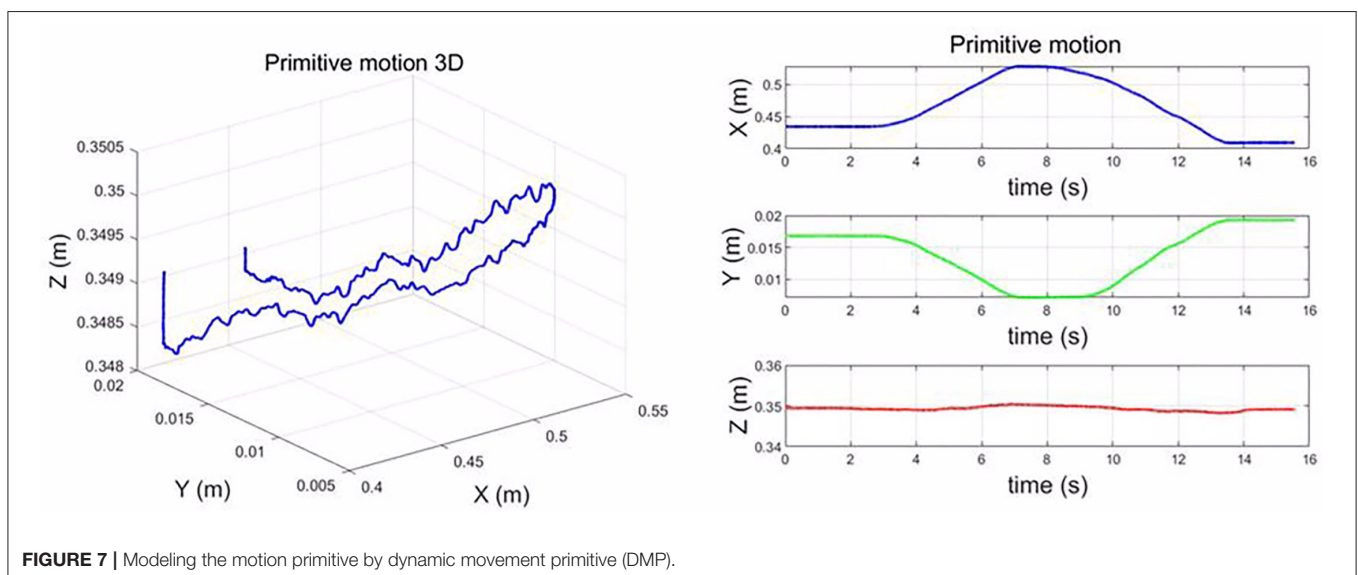 Primitive motion 3D
0.3505
0.35
0.3495
0.349
0.3485
0.348
Z (m)
0.02
0.015
0.01
0.005
Y (m)
0.4
0.45
0.5
0.55
X (m)
Primitive motion
X (m)
0.5
0.45
0.4
0 2 4 6 8 10 12 14 16
time (s)
Y (m)
0.02
0.015
0.01
0 2 4 6 8 10 12 14 16
time (s)
Z (m)
0.36
0.35
0.34
0 2 4 6 8 10 12 14 16
time (s)
FIGURE 7 | Modeling the motion primitive by dynamic movement primitive (DMP).